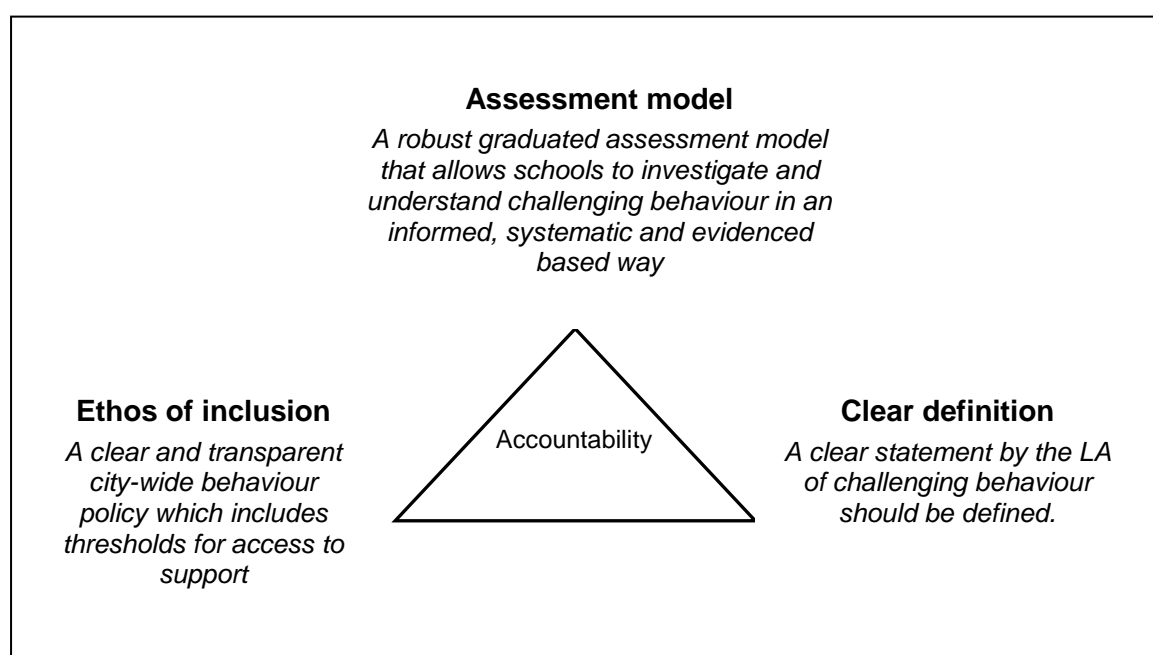 Assessment model
A robust graduated assessment model
that allows schools to investigate and
understand challenging behaviour in an
informed, systematic and evidenced
based way
Ethos of inclusion
A clear and transparent
city-wide behaviour
policy which includes
thresholds for access to
support
Accountability
Clear definition
A clear statement by the LA
of challenging behaviour
should be defined.